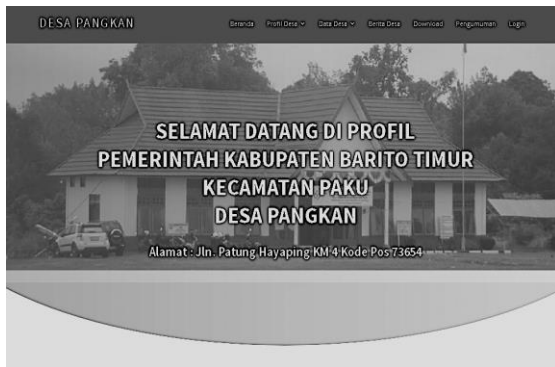 DESA PANGKAN
Beranda Profil Desa Data Desa Berita Desa Download Pengumuman Login
SELAMAT DATANG DI PROFIL
PEMERINTAH KABUPATEN BARITO TIMUR
KECAMATAN PAKU
DESA PANGKAN
Alamat : Jln. Patung Hayaping KM 4 Kode Pos 73654